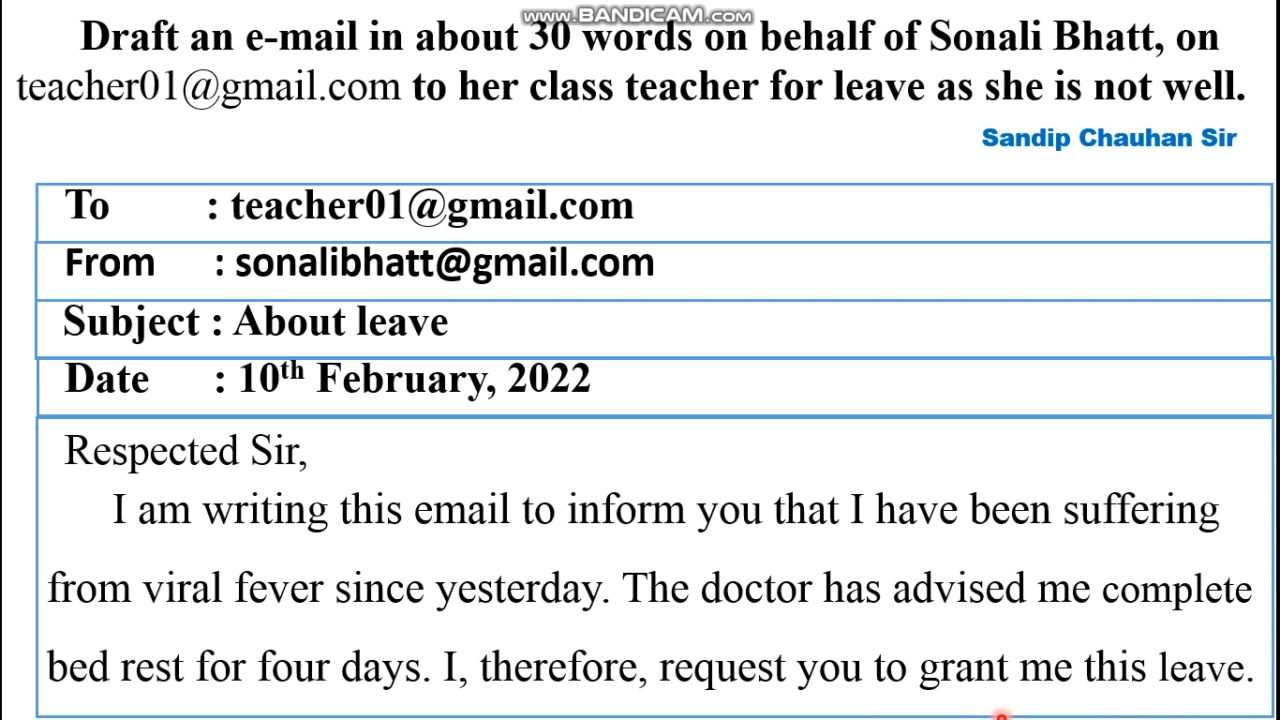 www.BANDICAM.com
Draft an e-mail in about 30 words on behalf of Sonali Bhatt, on
teacher01@gmail.com to her class teacher for leave as she is not well.
Sandip Chauhan Sir
To : teacher01@gmail.com
From : sonalibhatt@gmail.com
Subject : About leave
Date : 10th February, 2022
Respected Sir,
I am writing this email to inform you that I have been suffering
from viral fever since yesterday. The doctor has advised me complete
bed rest for four days. I, therefore, request you to grant me this leave.